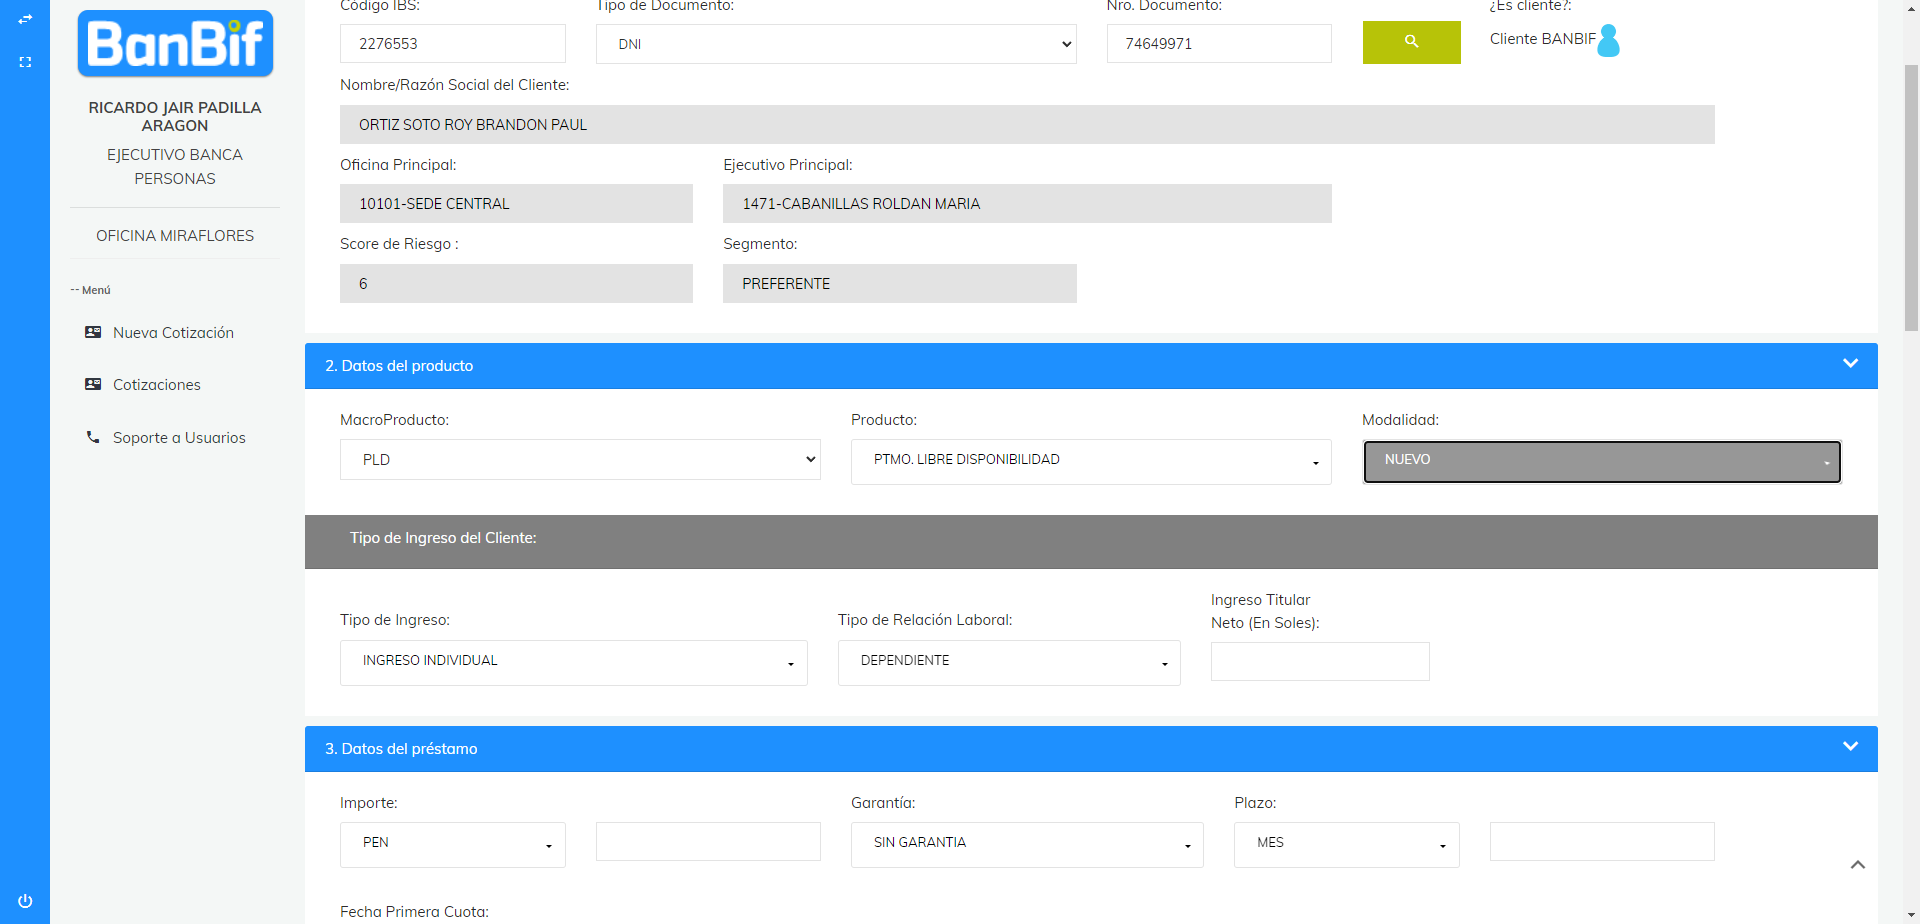 BanBif
RICARDO JAIR PADILLA
ARAGON
EJECUTIVO BANCA
PERSONAS
OFICINA MIRAFLORES
-- Menú
Nueva Cotización
Cotizaciones
Soporte a Usuarios
Código IBS:
Tipo de Documento:
Nro. Documento:
¿Es cliente?:
2276553
DNI
74649971
Cliente BANBIF
Nombre/Razón Social del Cliente:
ORTIZ SOTO ROY BRANDON PAUL
Oficina Principal:
Ejecutivo Principal:
10101-SEDE CENTRAL
1471-CABANILLAS ROLDAN MARIA
Score de Riesgo :
Segmento:
6
PREFERENTE
2. Datos del producto
MacroProducto:
Producto:
Modalidad:
PLD
PTMO. LIBRE DISPONIBILIDAD
NUEVO
Tipo de Ingreso del Cliente:
Tipo de Ingreso:
Tipo de Relación Laboral:
Ingreso Titular
Neto (En Soles):
INGRESO INDIVIDUAL
DEPENDIENTE
3. Datos del préstamo
Importe:
Garantía:
Plazo:
PEN
SIN GARANTIA
MES
Fecha Primera Cuota: